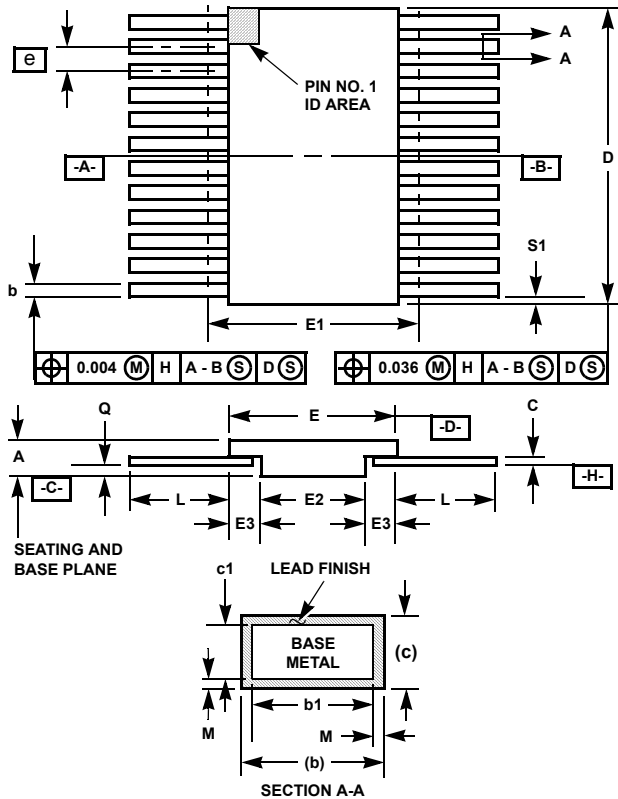 e
A
A
PIN NO. 1
ID AREA
D
-A-
-B-
S1
b
E1
0.004 Ⓜ H A - B Ⓢ D Ⓢ
0.036 Ⓜ H A - B Ⓢ D Ⓢ
Q
E
C
-D-
A
-C-
-H-
L
E2
L
E3
E3
SEATING AND
BASE PLANE
c1
LEAD FINISH
BASE
METAL
(c)
b1
M
M
(b)
SECTION A-A